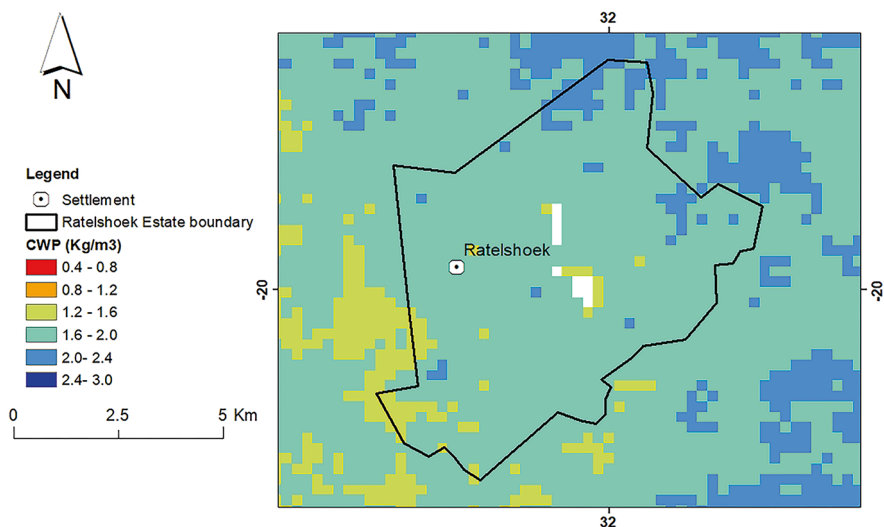 32
N
Legend
Settlement
Ratelshoek Estate boundary
CWP (Kg/m3)
0.4 - 0.8
0.8 - 1.2
1.2 - 1.6
1.6 - 2.0
2.0- 2.4
2.4- 3.0
0 2.5 5 Km
Ratelshoek
-20
-20
32